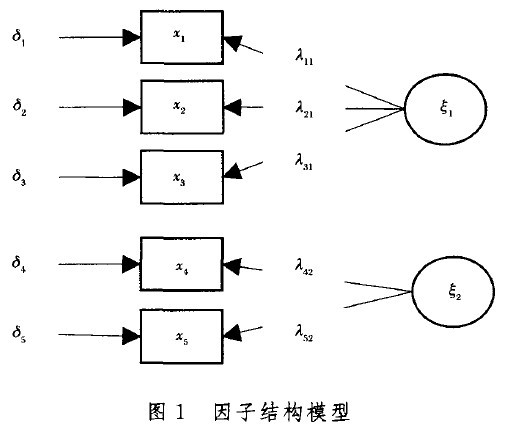 δ₁ x₁ λ₁₁
δ₂ x₂ λ₂₁ ξ₁
δ₃ x₃ λ₃₁
δ₄ x₄ λ₄₂ ξ₂
δ₅ x₅ λ₅₂
图 1 因子结构模型